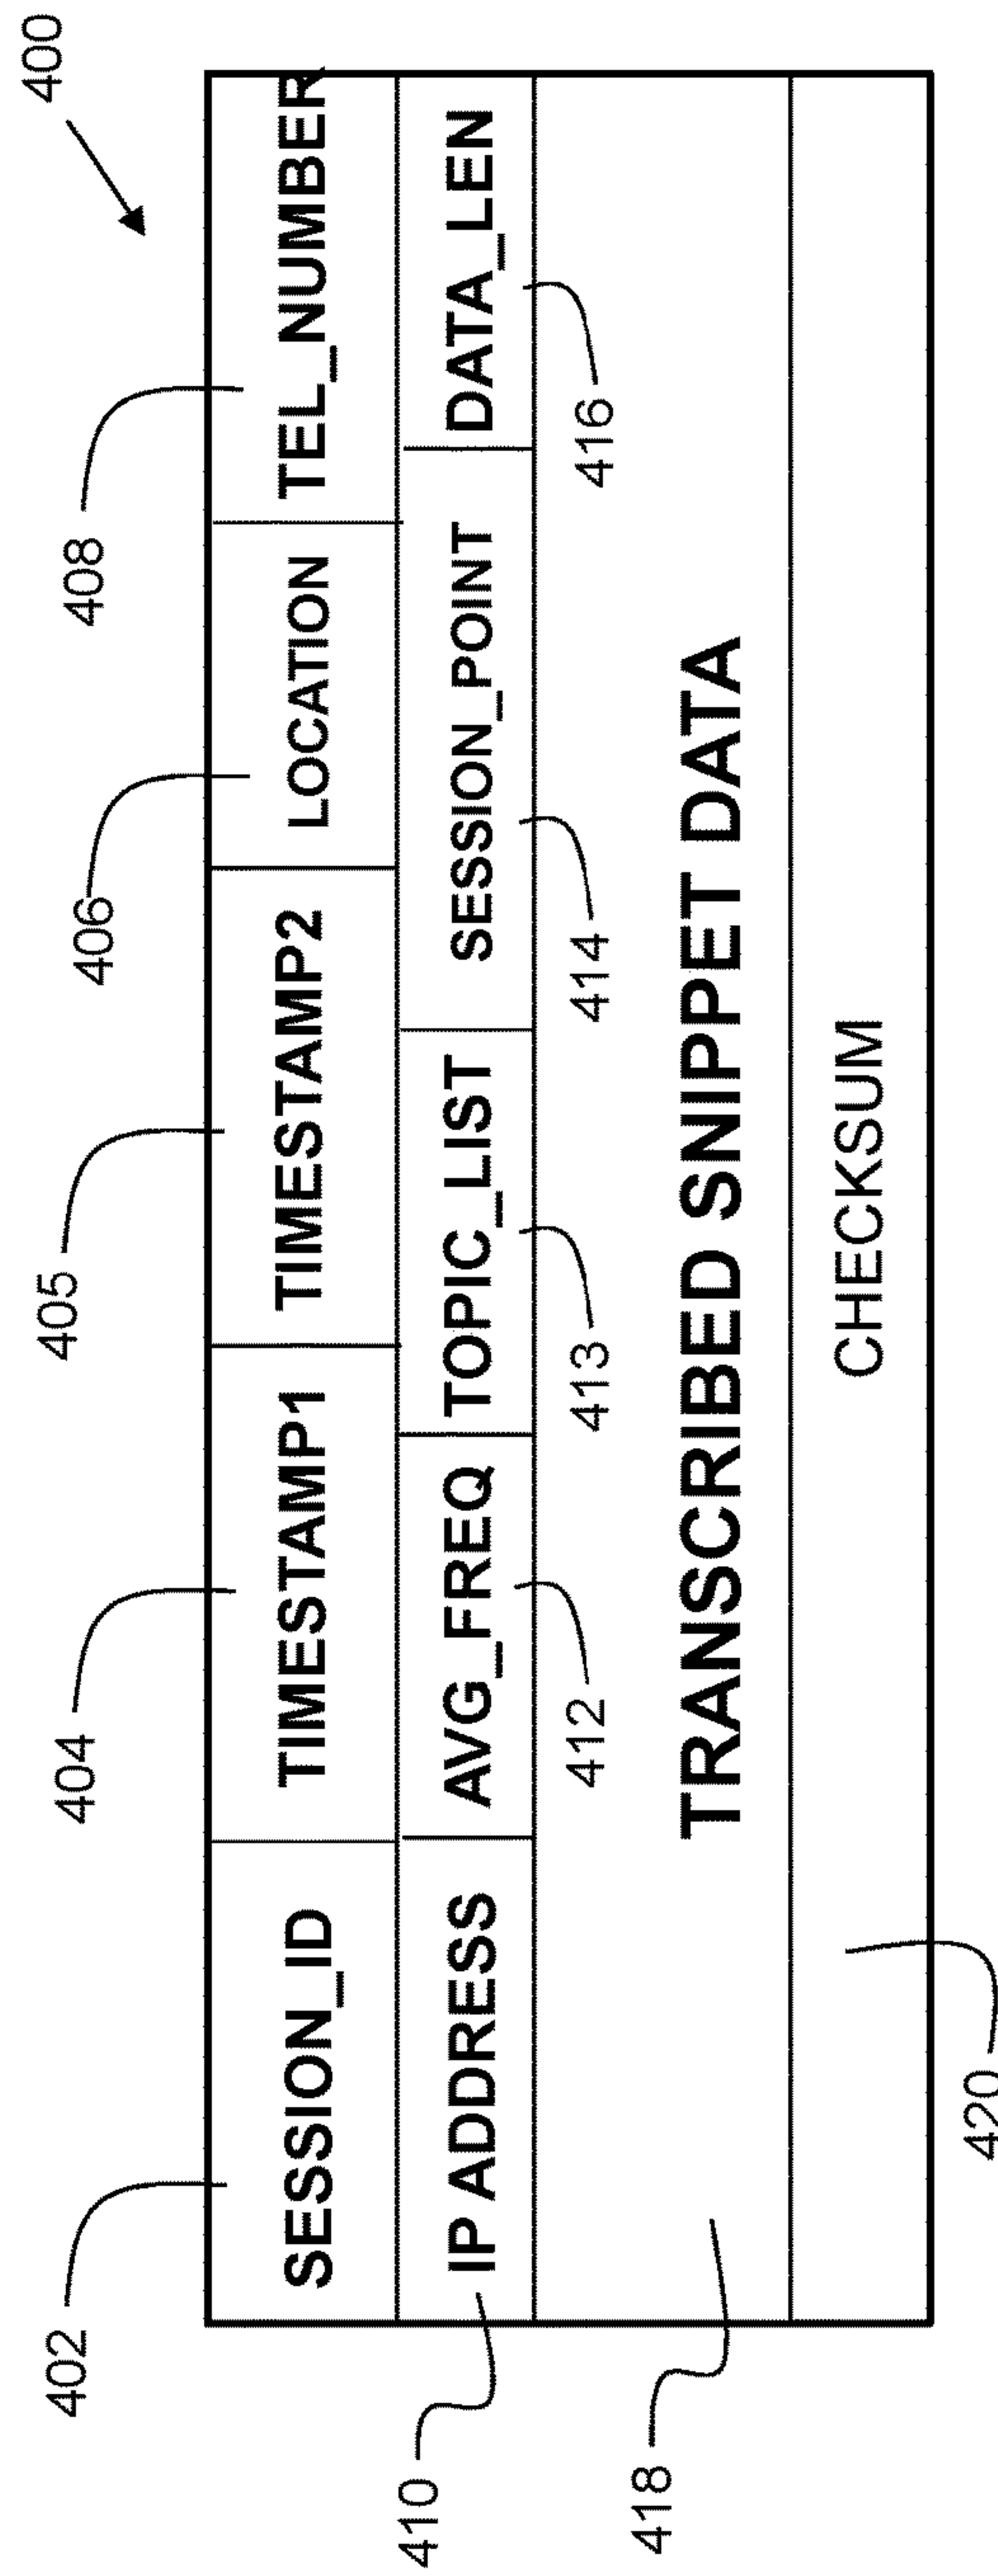 400
402 404 405 406 408
SESSION_ID TIMESTAMP1 TIMESTAMP2 LOCATION TEL_NUMBER
IP ADDRESS AVG_FREQ TOPIC_LIST SESSION_POINT DATA_LEN
410 412 413 414 416
TRANSCRIBED SNIPPET DATA
418
CHECKSUM
420